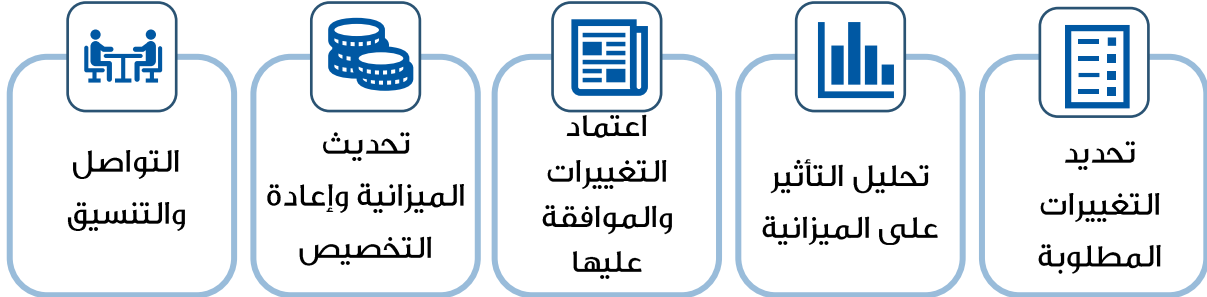 تحديد
التغييرات
المطلوبة
تحليل التأثير
على الميزانية
اعتماد
التغييرات
والموافقة
عليها
تحديث
الميزانية وإعادة
التخصيص
التواصل
والتنسيق